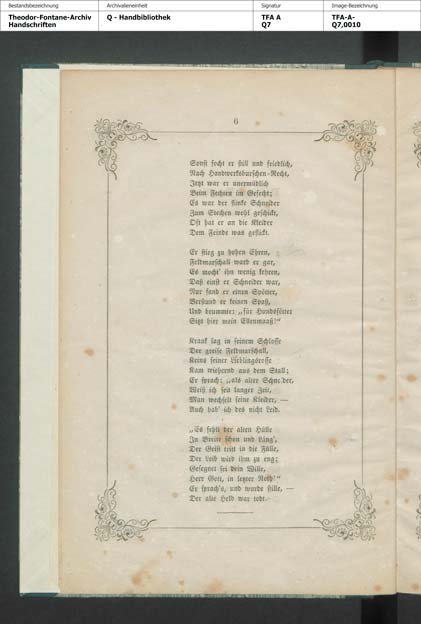 Bestandsbezeichnung
Archivalieneinheit
Signatur
Image-Bezeichnung
Theodor-Fontane-Archiv
Handschriften
Q - Handbibliothek
TFA A
Q7
TFA-A-
Q7,0010
6
Sonst focht er still und friedlich,
Nach Handwerksburschen-Recht,
Jetzt war er unermüdlich
Beim Fechten im Gefecht;
Es war der flinke Schneider
Zum Stechen wohl geschickt,
Oft hat er an die Kleider
Dem Feinde was geflickt.
Er stieg zu hohen Ehren,
Feldmarschall ward er gar,
Es mocht' ihn wenig kehren,
Daß einst er Schneider war,
Nur fand er einen Spötter,
Verstund er keinen Spaß,
Und brummte: „für Hundsfötter
Sitzt hier mein Ellenmaaß!“
Krank lag in seinem Schlosse
Der greise Feldmarschall,
Keins seiner Lieblingsrosse
Kam wiehernd aus dem Stall;
Er sprach: „als alter Schneider,
Weiß ich seit langer Zeit,
Man wechselt seine Kleider, —
Auch hab' ich des nicht Leid.
„Es fehlt der alten Hülle
In Breite schon und Läng',
Der Geist tritt in die Fülle,
Der Leib wird ihm zu eng;
Gesegnet sei dein Wille,
Herr Gott, in letzter Noth!“
Er sprach's, und wurde stille, —
Der alte Held war todt.